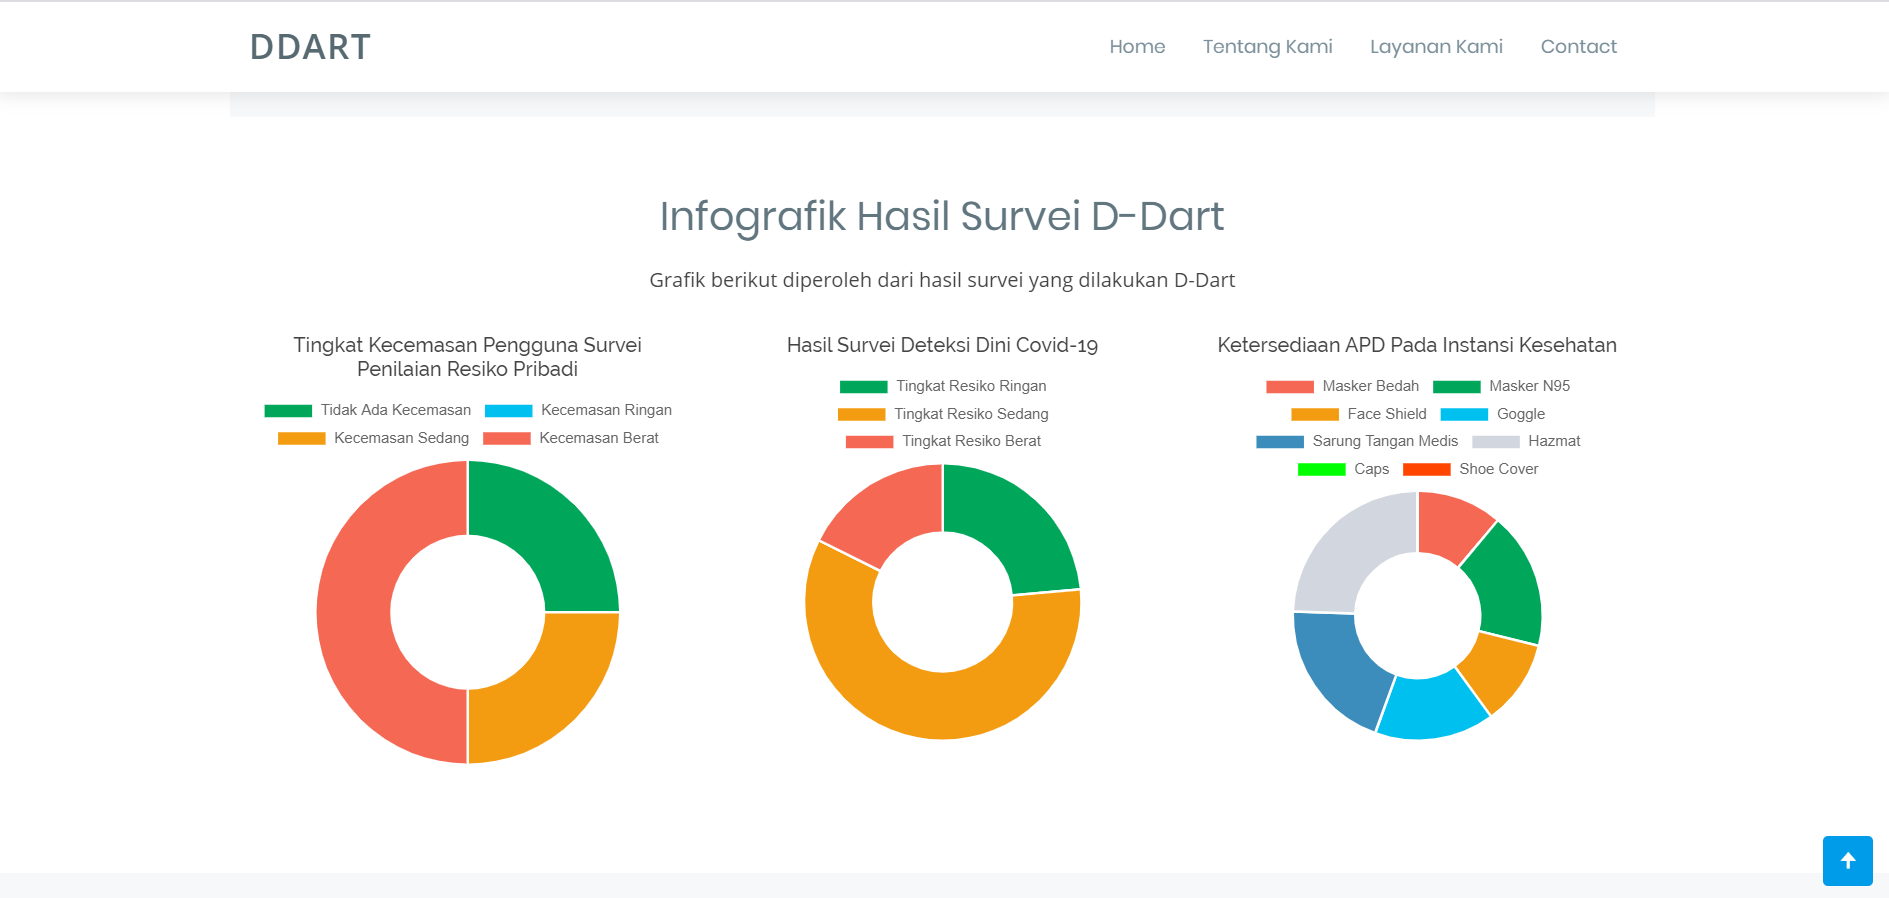 DDART
Home Tentang Kami Layanan Kami Contact
Infografik Hasil Survei D-Dart
Grafik berikut diperoleh dari hasil survei yang dilakukan D-Dart
Tingkat Kecemasan Pengguna Survei
Penilaian Resiko Pribadi
Tidak Ada Kecemasan Kecemasan Ringan
Kecemasan Sedang Kecemasan Berat
Hasil Survei Deteksi Dini Covid-19
Tingkat Resiko Ringan
Tingkat Resiko Sedang
Tingkat Resiko Berat
Ketersediaan APD Pada Instansi Kesehatan
Masker Bedah Masker N95
Face Shield Goggle
Sarung Tangan Medis Hazmat
Caps Shoe Cover